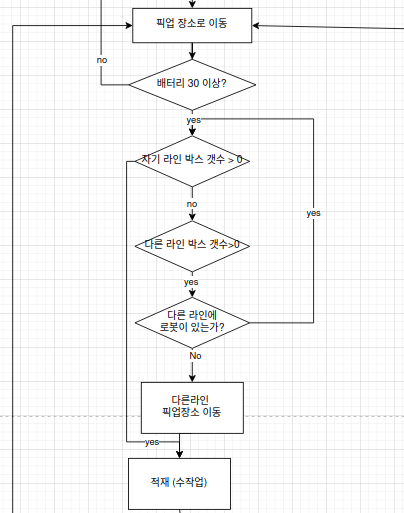 픽업 장소로 이동
no
배터리 30 이상?
yes
자기 라인 박스 갯수 > 0
no
yes
다른 라인 박스 갯수>0
yes
다른 라인에
로봇이 있는가?
No
다른라인
픽업장소 이동
yes
적재 (수작업)